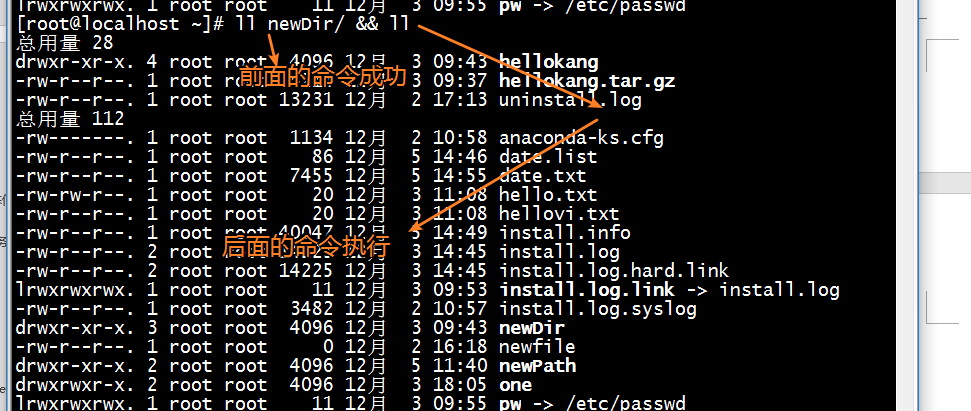 lrwxrwxrwx. 1 root root 11 12月 3 09:55 pw -> /etc/passwd
[root@localhost ~]# ll newDir/ && ll
总用量 28
drwxr-xr-x. 4 root root 4096 12月 3 09:43 hellokang
-rw-r--r--. 1 root root 12月 3 09:37 hellokang.tar.gz
前面的命令成功
-rw-r--r--. 1 root root 13231 12月 2 17:13 uninstall.log
总用量 112
-rw-------. 1 root root 1134 12月 2 10:58 anaconda-ks.cfg
-rw-r--r--. 1 root root 86 12月 5 14:46 date.list
-rw-r--r--. 1 root root 7455 12月 5 14:55 date.txt
-rw-rw-r--. 1 root root 20 12月 3 11:08 hello.txt
-rw-r--r--. 1 root root 20 12月 3 11:08 hellovi.txt
-rw-r--r--. 1 root root 40047 12月 5 14:49 install.info
后面的命令执行
-rw-r--r--. 2 root root 12月 3 14:45 install.log
-rw-r--r--. 2 root root 14225 12月 3 14:45 install.log.hard.link
lrwxrwxrwx. 1 root root 11 12月 3 09:53 install.log.link -> install.log
-rw-r--r--. 1 root root 3482 12月 2 10:57 install.log.syslog
drwxr-xr-x. 3 root root 4096 12月 3 09:43 newDir
-rw-r--r--. 1 root root 0 12月 2 16:18 newfile
drwxr-xr-x. 2 root root 4096 12月 5 11:40 newPath
drwxrwxr-x. 2 root root 4096 12月 3 18:05 one
lrwxrwxrwx. 1 root root 11 12月 3 09:55 pw -> /etc/passwd